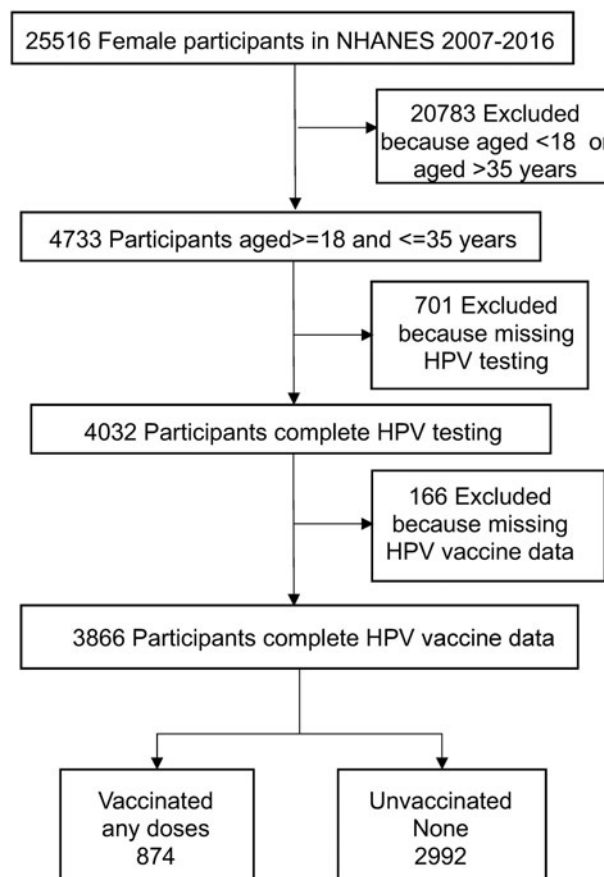 25516 Female participants in NHANES 2007-2016
20783 Excluded
because aged <18 or
aged >35 years
4733 Participants aged>=18 and <=35 years
701 Excluded
because missing
HPV testing
4032 Participants complete HPV testing
166 Excluded
because missing
HPV vaccine data
3866 Participants complete HPV vaccine data
Vaccinated
any doses
874
Unvaccinated
None
2992